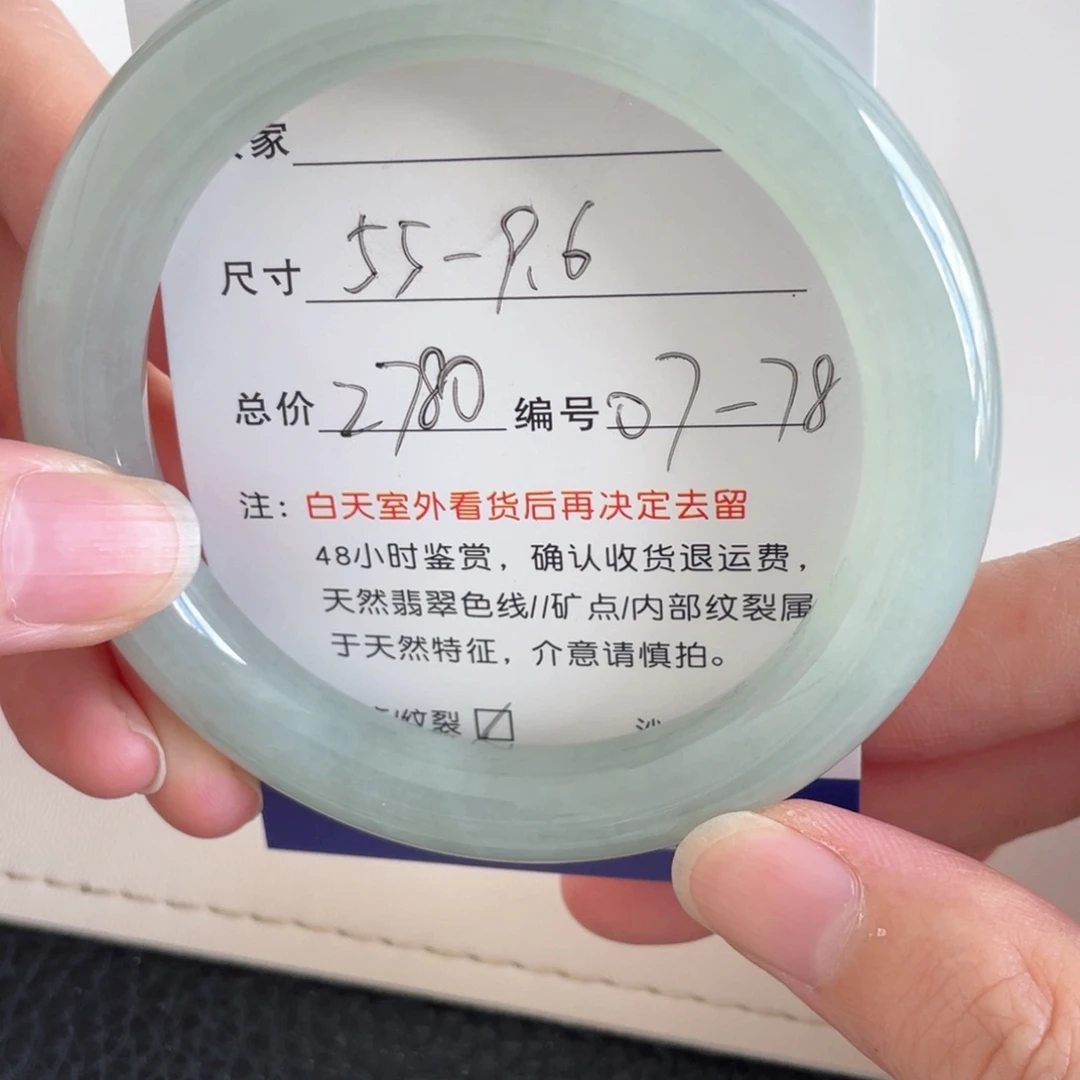 家
尺寸 55-9.6
总价 2780 编号 07-78
注：白天室外看货后再决定去留
48小时鉴赏，确认收货退运费，
天然翡翠色线//矿点/内部纹裂属
于天然特征，介意请慎拍。
/纹裂 ☑